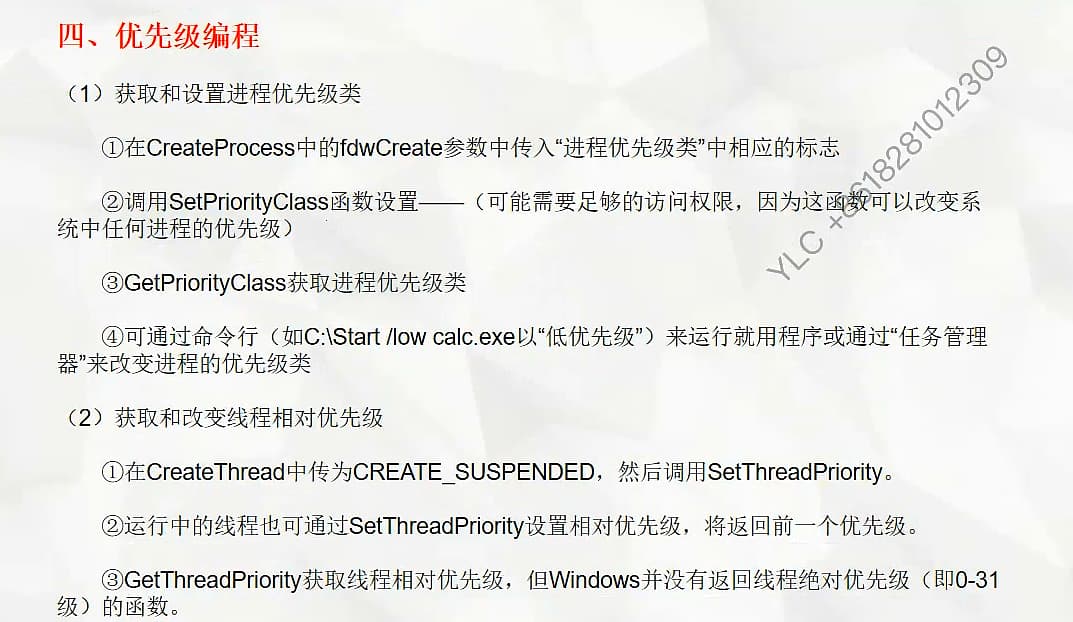 四、优先级编程
（1）获取和设置进程优先级类
①在CreateProcess中的fdwCreate参数中传入“进程优先级类”中相应的标志
②调用SetPriorityClass函数设置——（可能需要足够的访问权限，因为这函数可以改变系
统中任何进程的优先级）
③GetPriorityClass获取进程优先级类
④可通过命令行（如C:\Start /low calc.exe以“低优先级”）来运行就用程序或通过“任务管理
器”来改变进程的优先级类
（2）获取和改变线程相对优先级
①在CreateThread中传为CREATE_SUSPENDED，然后调用SetThreadPriority。
②运行中的线程也可通过SetThreadPriority设置相对优先级，将返回前一个优先级。
③GetThreadPriority获取线程相对优先级，但Windows并没有返回线程绝对优先级（即0-31
级）的函数。
YLC +8618281012309